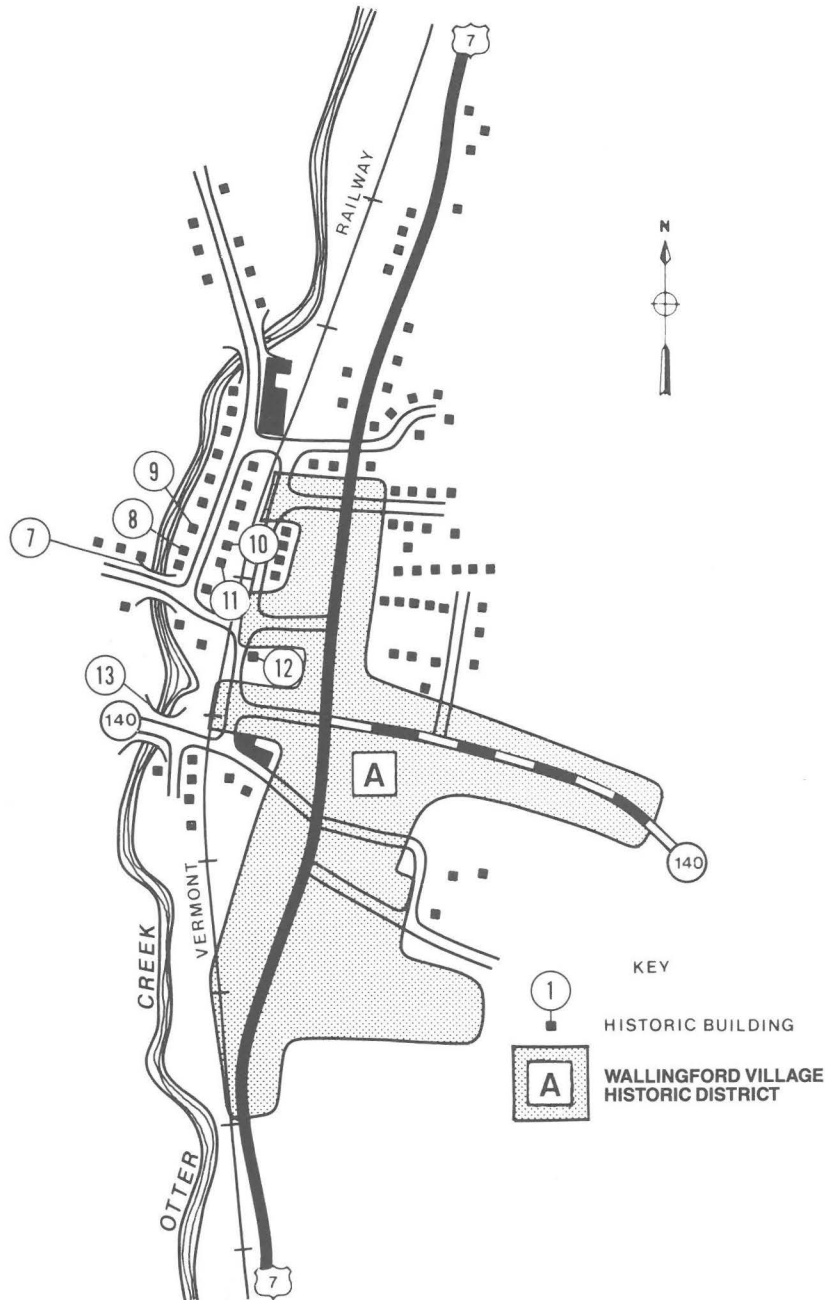 7
RAILWAY
N
9
8
7
10
11
12
13
140
A
140
VERMONT
CREEK
OTTER
7
KEY
1
HISTORIC BUILDING
A
WALLINGFORD VILLAGE
HISTORIC DISTRICT